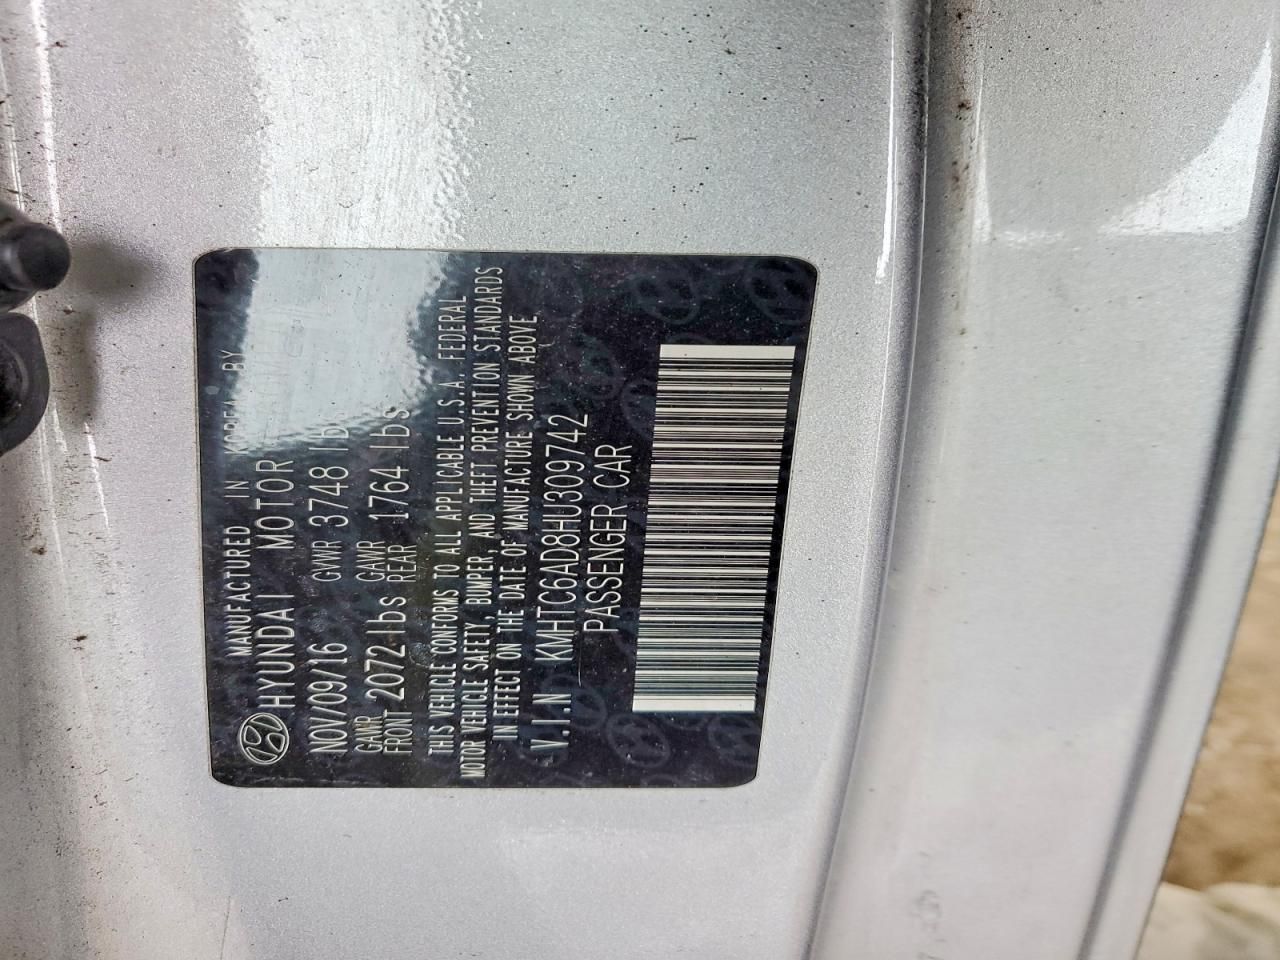 MANUFACTURED IN KOREA BY
HYUNDAI MOTOR
NOV/09/16 GVWR 3748 lbs
GAWR FRONT 2072 lbs GAWR REAR 1764 lbs
THIS VEHICLE CONFORMS TO ALL APPLICABLE U.S.A. FEDERAL
MOTOR VEHICLE SAFETY, BUMPER, AND THEFT PREVENTION STANDARDS
IN EFFECT ON THE DATE OF MANUFACTURE SHOWN ABOVE.
V.I.N KMHTC6AD8HU309742
PASSENGER CAR